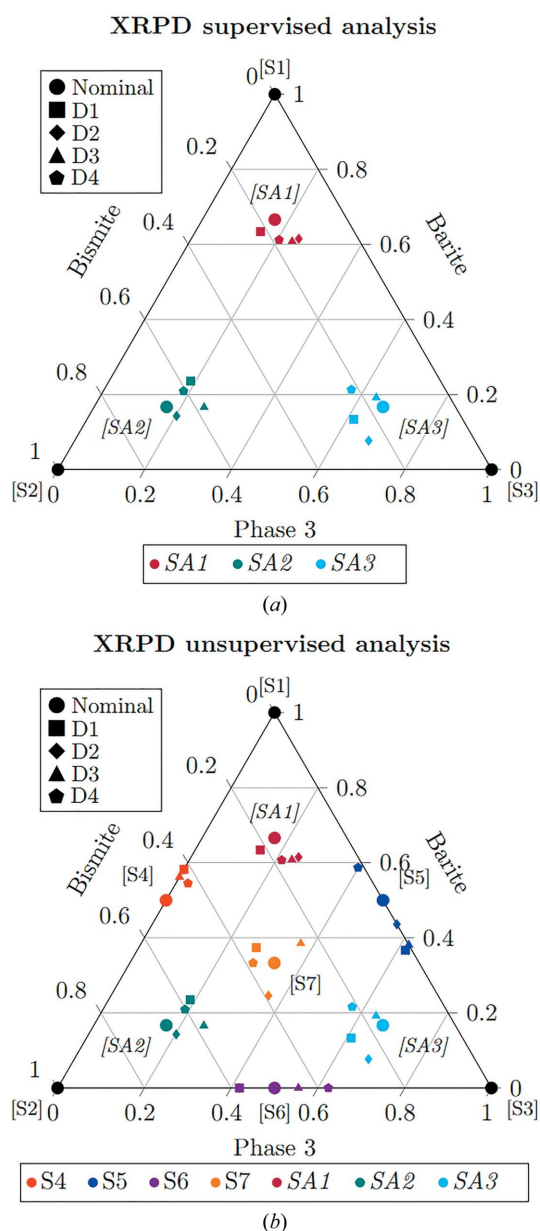 XRPD supervised analysis
Nominal
D1
D2
D3
D4
0 [S1] 1
0.2 0.8
[SA1]
0.4 0.6
Bismite Barite
0.6 0.4
0.8 0.2
[SA2] [SA3]
1 0
[S2] 0 0.2 0.4 0.6 0.8 1 [S3]
Phase 3
SA1 SA2 SA3
(a)
XRPD unsupervised analysis
Nominal
D1
D2
D3
D4
0 [S1] 1
0.2 0.8
[SA1]
0.4 0.6
Bismite Barite
[S4] [S5]
0.6 0.4
[S7]
0.8 0.2
[SA2] [SA3]
1 0
[S2] 0 0.2 0.4 [S6] 0.6 0.8 1 [S3]
Phase 3
S4 S5 S6 S7 SA1 SA2 SA3
(b)